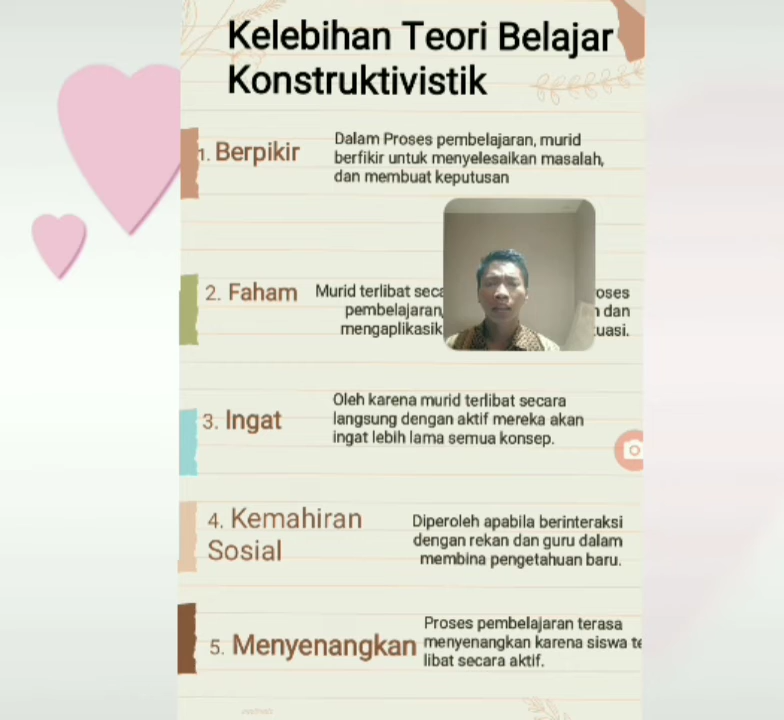 Kelebihan Teori Belajar
Konstruktivistik
1. Berpikir
Dalam Proses pembelajaran, murid
berfikir untuk menyelesaikan masalah,
dan membuat keputusan
2. Faham
Murid terlibat
pembelajaran,
dan
3. Ingat
Oleh karena murid terlibat secara
langsung dengan aktif mereka akan
ingat lebih lama semua konsep.
4. Kemahiran
Sosial
Diperoleh apabila berinteraksi
dengan rekan dan guru dalam
membina pengetahuan baru.
5. Menyenangkan
Proses pembelajaran terasa
menyenangkan karena siswa te
libat secara aktif.